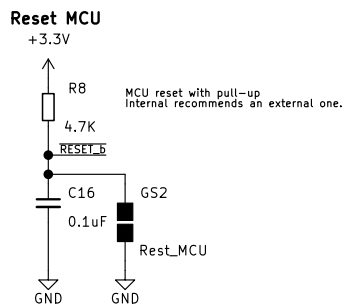 Reset MCU
+3.3V
R8
4.7K
MCU reset with pull-up
Internal recommends an external one.
RESET_b
C16
0.1uF
GS2
Rest_MCU
GND
GND